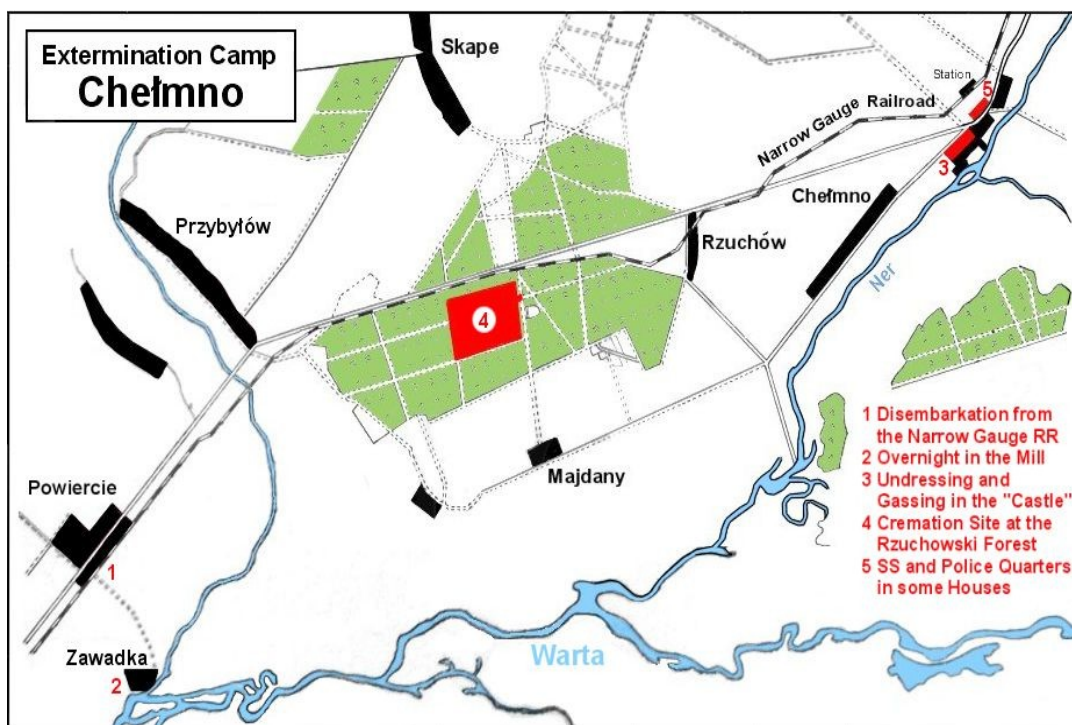 Extermination Camp
Chełmno
Skape
Station
5
Narrow Gauge Railroad
3
Chełmno
Przybyłów
Rzuchów
Ner
4
1 Disembarkation from
the Narrow Gauge RR
2 Overnight in the Mill
3 Undressing and
Gassing in the "Castle"
4 Cremation Site at the
Rzuchowski Forest
5 SS and Police Quarters
in some Houses
Majdany
Powiercie
1
Zawadka
2
Warta